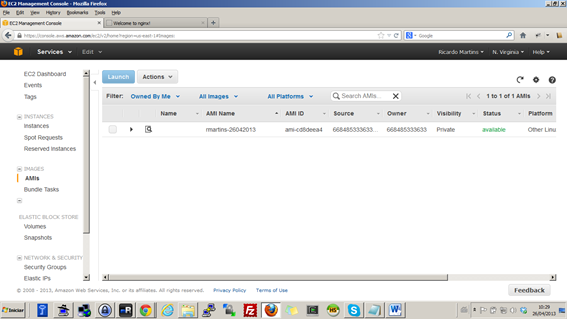 EC2 Management Console - Mozilla Firefox
File Edit View History Bookmarks Tools Help
EC2 Management Console
Welcome to nginx!
https://console.aws.amazon.com/ec2/v2/home?region=us-east-1#Images:
Google
Services Edit Ricardo Martins N. Virginia Help
EC2 Dashboard
Events
Tags
INSTANCES
Instances
Spot Requests
Reserved Instances
IMAGES
AMIs
Bundle Tasks
ELASTIC BLOCK STORE
Volumes
Snapshots
NETWORK & SECURITY
Security Groups
Elastic IPs
Launch Actions
Filter: Owned By Me All Images All Platforms Search AMIs... 1 to 1 of 1 AMIs
Name AMI Name AMI ID Source Owner Visibility Status Platform
rmartins-26042013 ami-cd8deea4 668485333633... 668485333633 Private available Other Linu
© 2008 - 2013, Amazon Web Services, Inc. or its affiliates. All rights reserved. Privacy Policy Terms of Use Feedback
Iniciar
10:29
26/04/2013